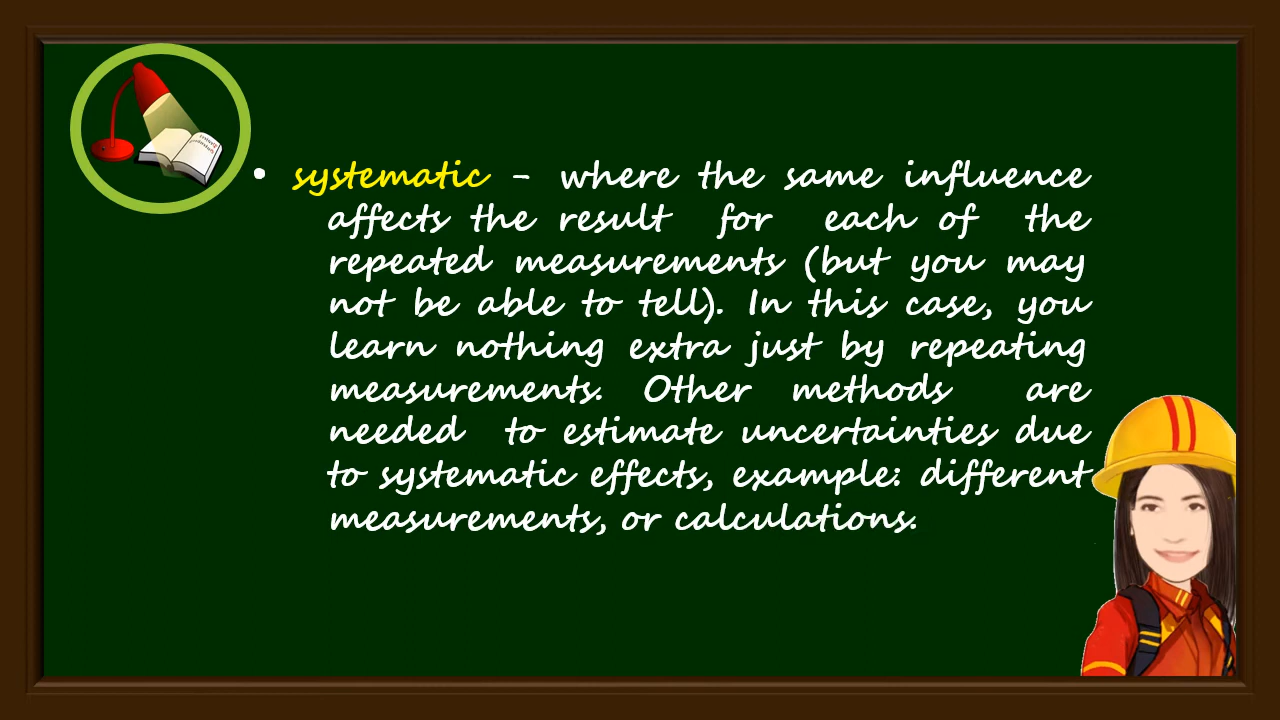 • systematic - where the same influence
affects the result for each of the
repeated measurements (but you may
not be able to tell). In this case, you
learn nothing extra just by repeating
measurements. Other methods are
needed to estimate uncertainties due
to systematic effects, example: different
measurements, or calculations.